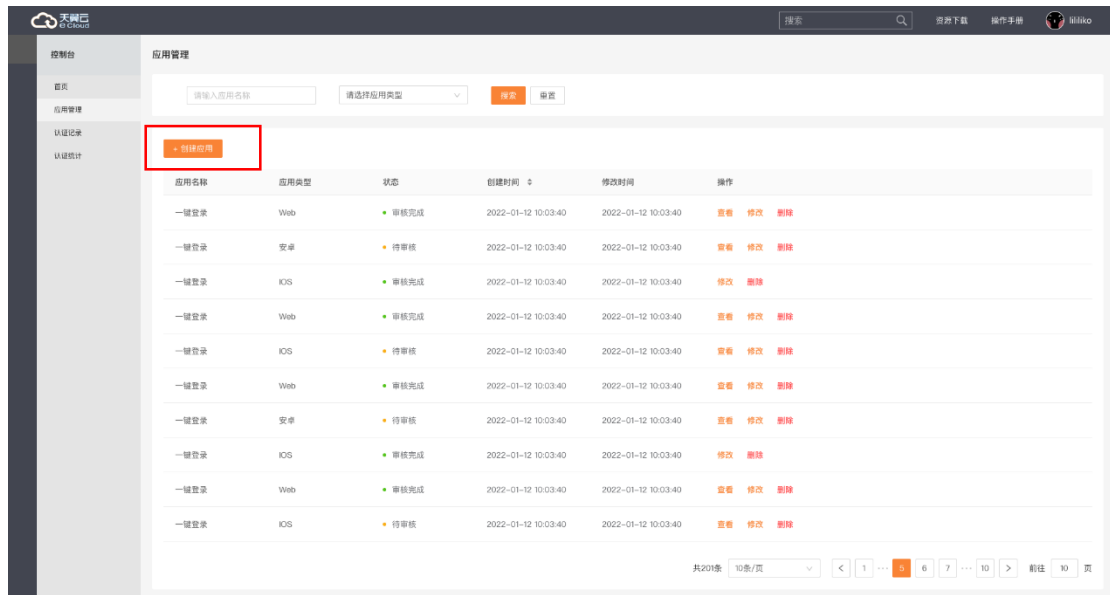 天翼云
e Cloud
搜索 资源下载 操作手册 lililiko
控制台
首页
应用管理
认证记录
认证统计
应用管理
请输入应用名称 请选择应用类型 搜索 重置
+ 创建应用
应用名称 应用类型 状态 创建时间 修改时间 操作
一键登录 Web 审核完成 2022-01-12 10:03:40 2022-01-12 10:03:40 查看 修改 删除
一键登录 安卓 待审核 2022-01-12 10:03:40 2022-01-12 10:03:40 查看 修改 删除
一键登录 IOS 审核完成 2022-01-12 10:03:40 2022-01-12 10:03:40 修改 删除
一键登录 Web 审核完成 2022-01-12 10:03:40 2022-01-12 10:03:40 查看 修改 删除
一键登录 IOS 待审核 2022-01-12 10:03:40 2022-01-12 10:03:40 查看 修改 删除
一键登录 Web 审核完成 2022-01-12 10:03:40 2022-01-12 10:03:40 查看 修改 删除
一键登录 安卓 待审核 2022-01-12 10:03:40 2022-01-12 10:03:40 查看 修改 删除
一键登录 IOS 审核完成 2022-01-12 10:03:40 2022-01-12 10:03:40 修改 删除
一键登录 Web 审核完成 2022-01-12 10:03:40 2022-01-12 10:03:40 查看 修改 删除
一键登录 IOS 待审核 2022-01-12 10:03:40 2022-01-12 10:03:40 查看 修改 删除
共201条 10条/页 < 1 ··· 5 6 7 ··· 10 > 前往 10 页